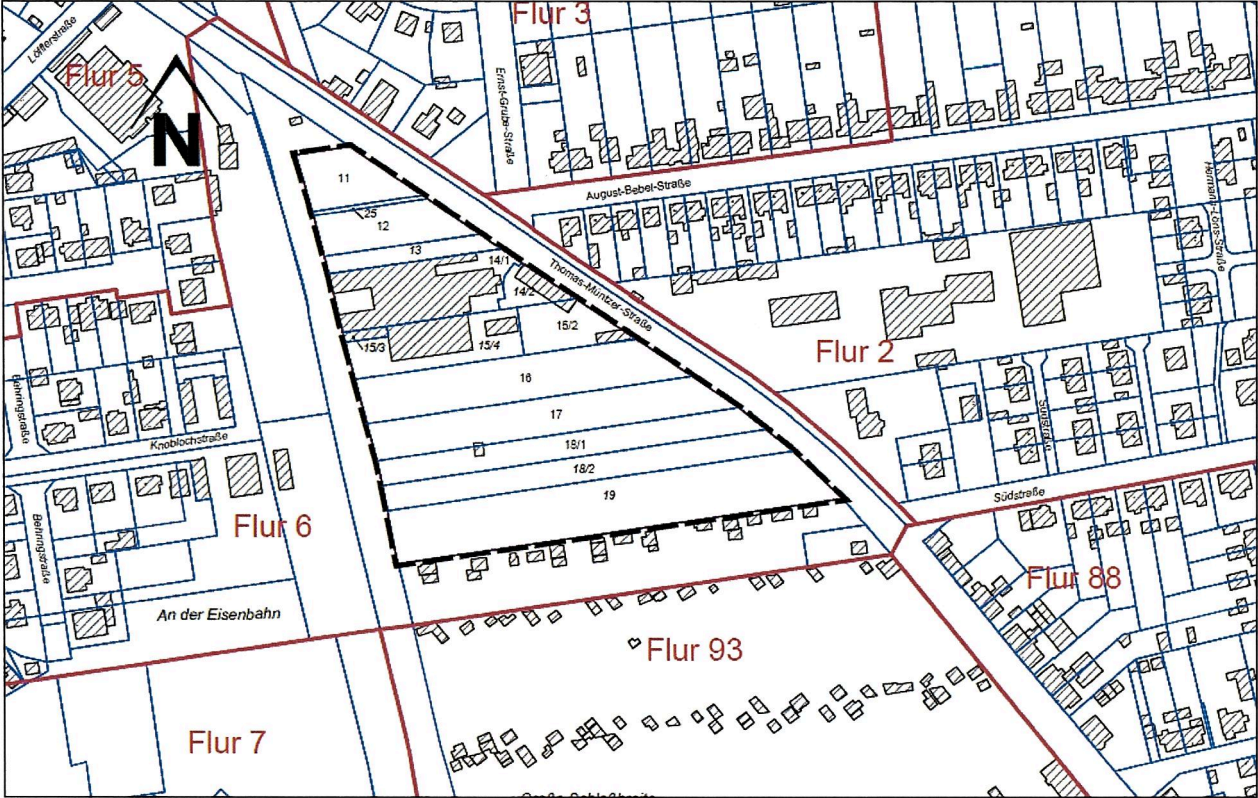 Flur 3
Löfflerstraße
Flur 5
N
Ernst-Grube-Straße
August-Bebel-Straße
Hermann-Löns-Straße
11
25
12
13
14/1
14/2
Thomas-Müntzer-Straße
15/2
15/3
15/4
Flur 2
16
17
18/1
18/2
19
Behringstraße
Knoblochstraße
Südstraße
Südstraße
Behringstraße
Flur 6
Flur 88
An der Eisenbahn
Flur 93
Flur 7